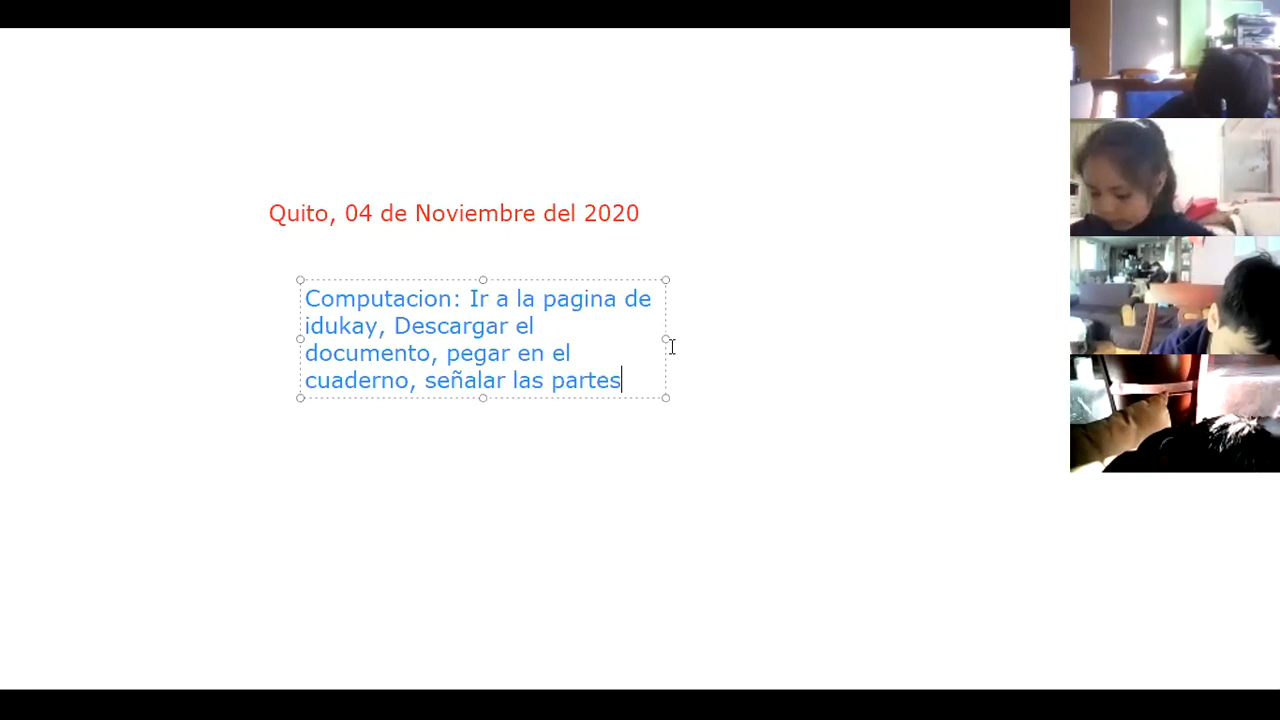 Quito, 04 de Noviembre del 2020
Computacion: Ir a la pagina de
idukay, Descargar el
documento, pegar en el
cuaderno, señalar las partes